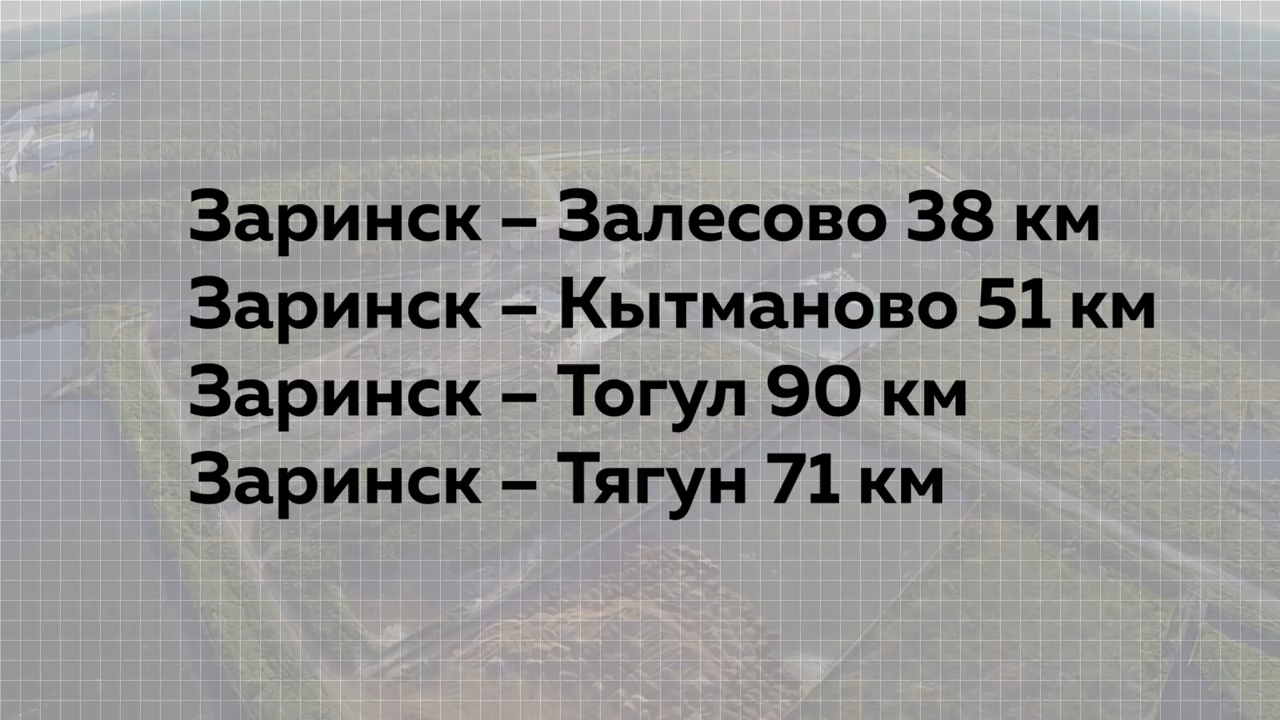 Заринск – Залесово 38 км
Заринск – Кытманово 51 км
Заринск – Тогул 90 км
Заринск – Тягун 71 км